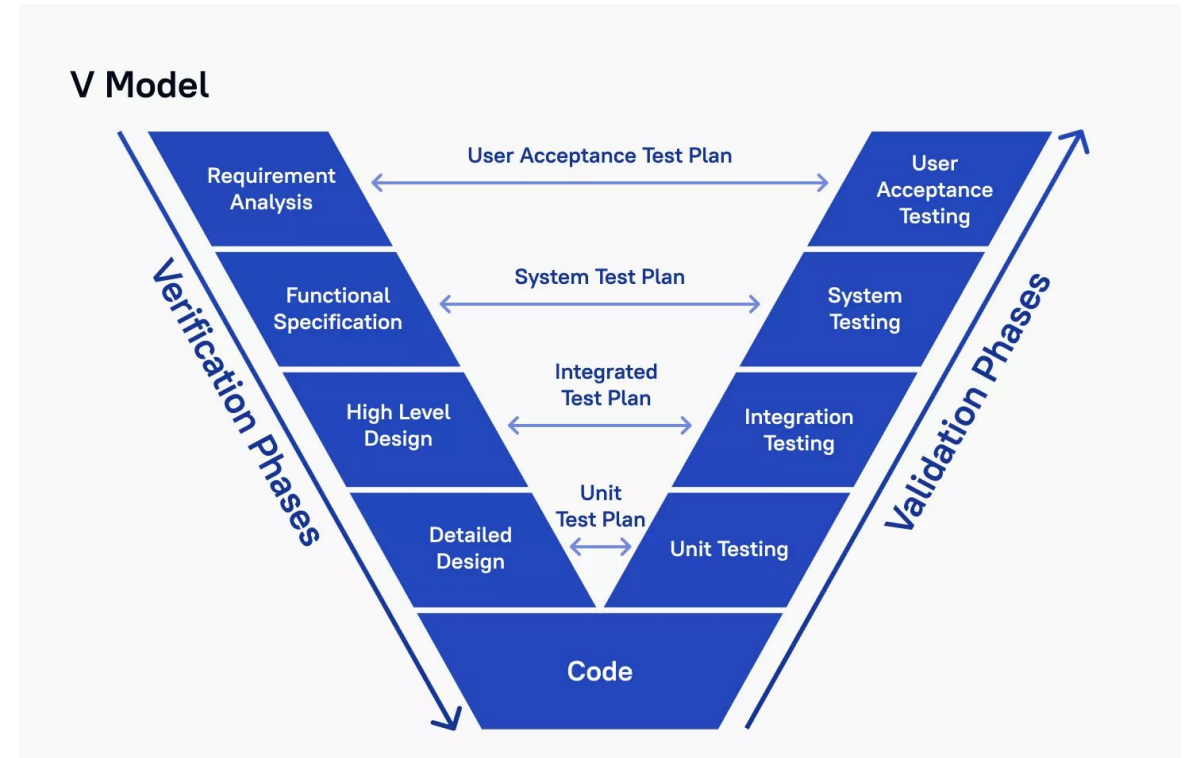 V Model
Requirement
Analysis
User Acceptance Test Plan
User
Acceptance
Testing
Functional
Specification
System Test Plan
System
Testing
High Level
Design
Integrated
Test Plan
Integration
Testing
Detailed
Design
Unit
Test Plan
Unit Testing
Code
Verification Phases
Validation Phases